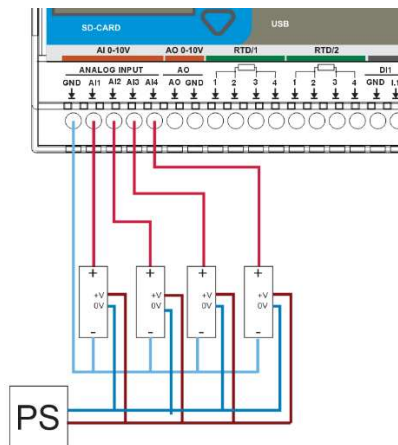 SD-CARD
USB
AI 0-10V AO 0-10V RTD/1 RTD/2
ANALOG INPUT AO DI1
GND AI1 AI2 AI3 AI4 AO GND 1 2 3 4 1 2 3 4 GND I.1
+ + + +
+V +V +V +V
0V 0V 0V 0V
- - - -
PS